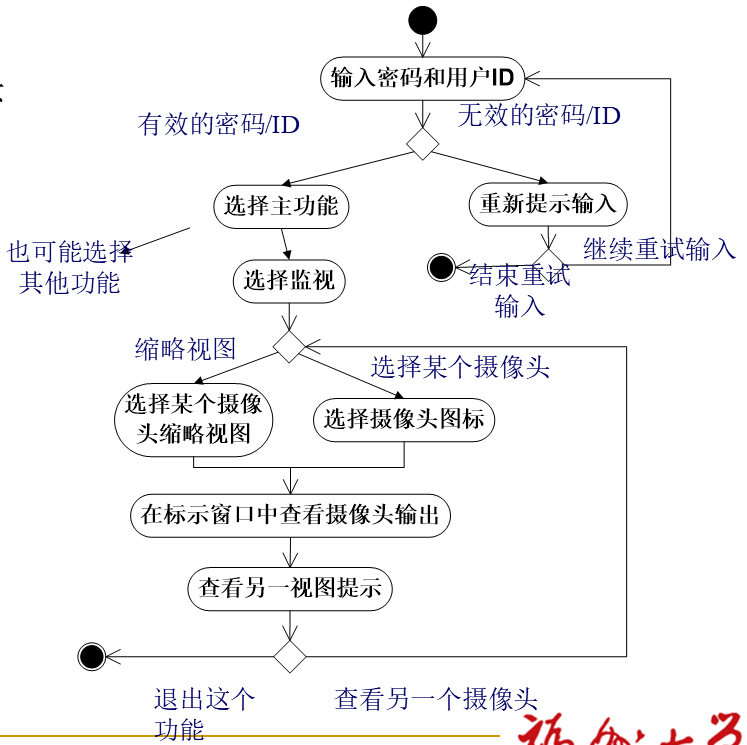 输入密码和用户ID
有效的密码/ID
无效的密码/ID
选择主功能
重新提示输入
也可能选择
其他功能
继续重试输入
结束重试
输入
选择监视
缩略视图
选择某个摄像头
选择某个摄像
头缩略视图
选择摄像头图标
在标示窗口中查看摄像头输出
查看另一视图提示
退出这个
功能
查看另一个摄像头